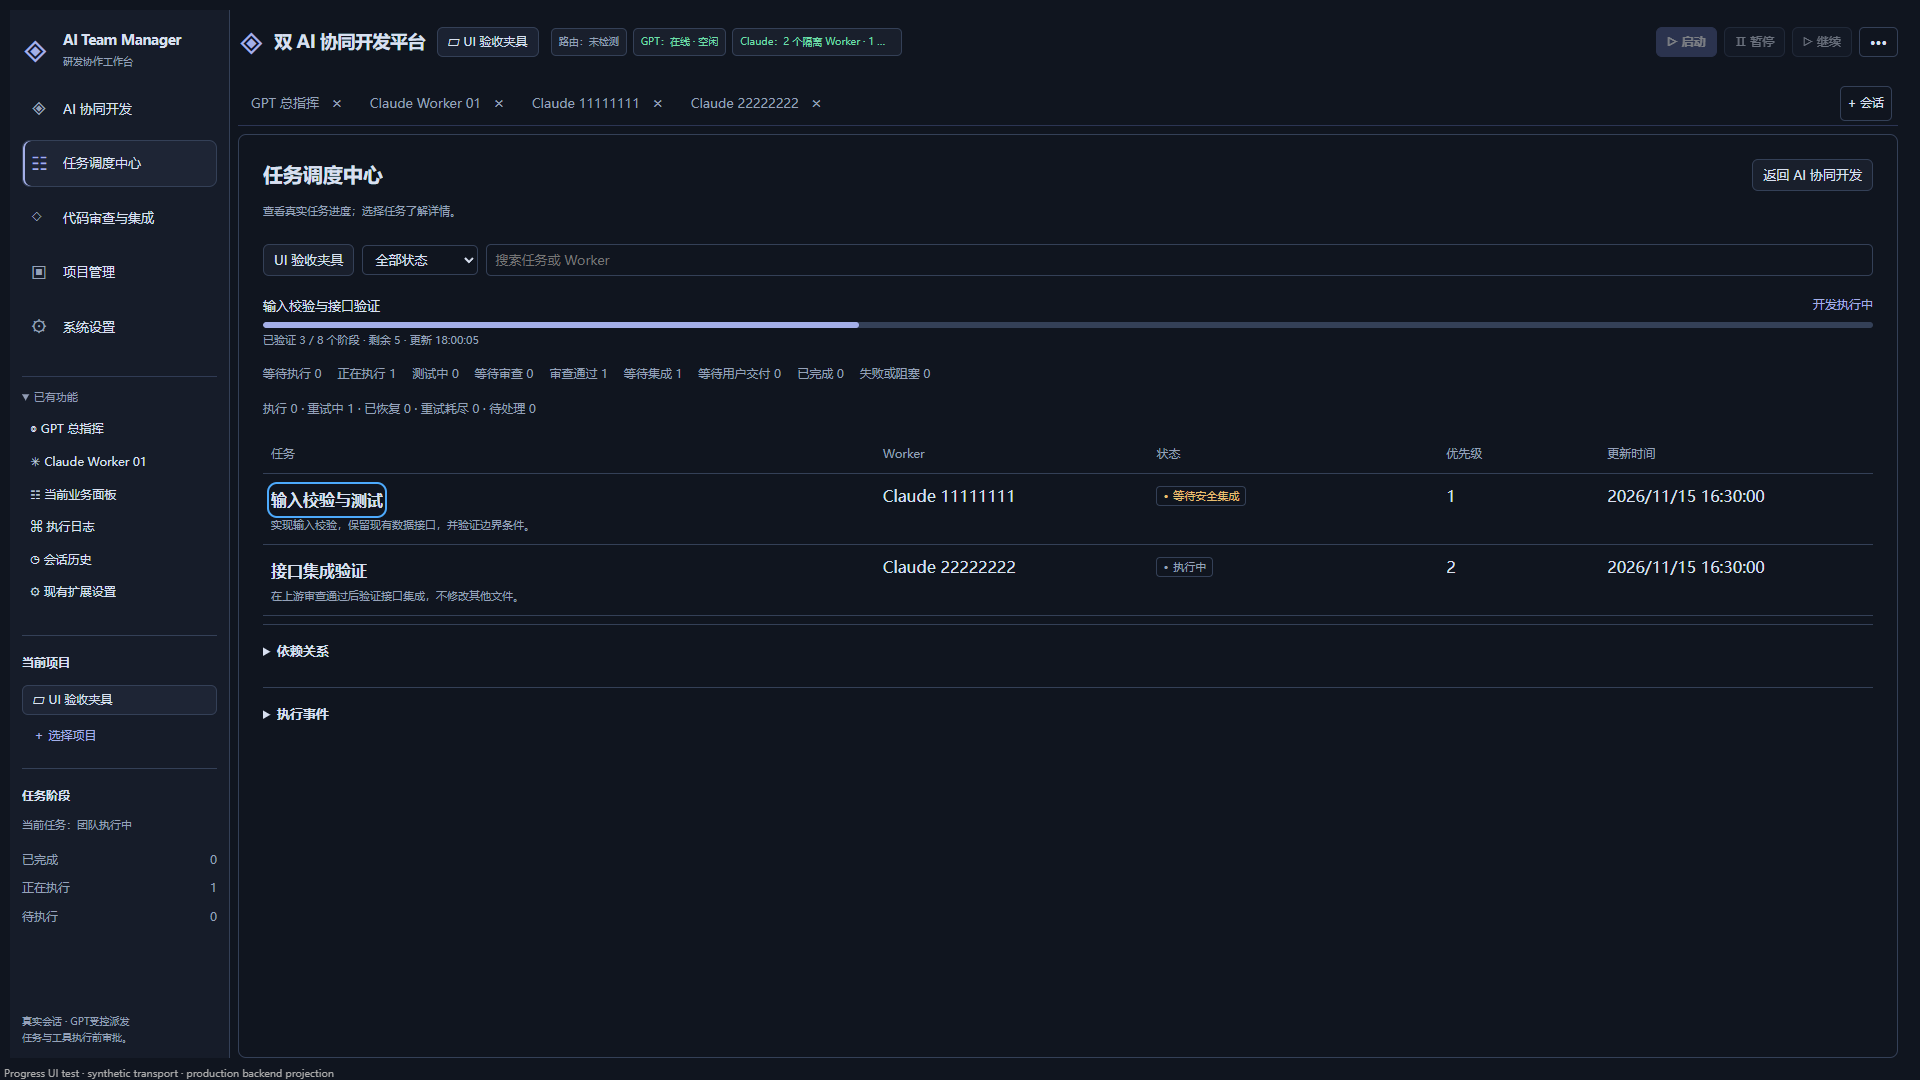 AI Team Manager
研发协作工作台
AI 协同开发
任务调度中心
代码审查与集成
项目管理
系统设置
▼ 已有功能
GPT 总指挥
Claude Worker 01
当前业务面板
执行日志
会话历史
现有扩展设置
当前项目
UI 验收夹具
+ 选择项目
任务阶段
当前任务：团队执行中
已完成 0
正在执行 1
待执行 0
真实会话 · GPT受控派发
任务与工具执行前审批。
双 AI 协同开发平台
UI 验收夹具
路由：未检测
GPT：在线 · 空闲
Claude：2 个隔离 Worker · 1 ...
▷ 启动
II 暂停
▷ 继续
•••
GPT 总指挥 ×
Claude Worker 01 ×
Claude 11111111 ×
Claude 22222222 ×
+ 会话
任务调度中心
返回 AI 协同开发
查看真实任务进度；选择任务了解详情。
UI 验收夹具
全部状态
搜索任务或 Worker
输入校验与接口验证
开发执行中
已验证 3 / 8 个阶段 · 剩余 5 · 更新 18:00:05
等待执行 0 正在执行 1 测试中 0 等待审查 0 审查通过 1 等待集成 1 等待用户交付 0 已完成 0 失败或阻塞 0
执行 0 · 重试中 1 · 已恢复 0 · 重试耗尽 0 · 待处理 0
任务 Worker 状态 优先级 更新时间
输入校验与测试 Claude 11111111 • 等待安全集成 1 2026/11/15 16:30:00
实现输入校验，保留现有数据接口，并验证边界条件。
接口集成验证 Claude 22222222 • 执行中 2 2026/11/15 16:30:00
在上游审查通过后验证接口集成，不修改其他文件。
▶ 依赖关系
▶ 执行事件
Progress UI test · synthetic transport · production backend projection